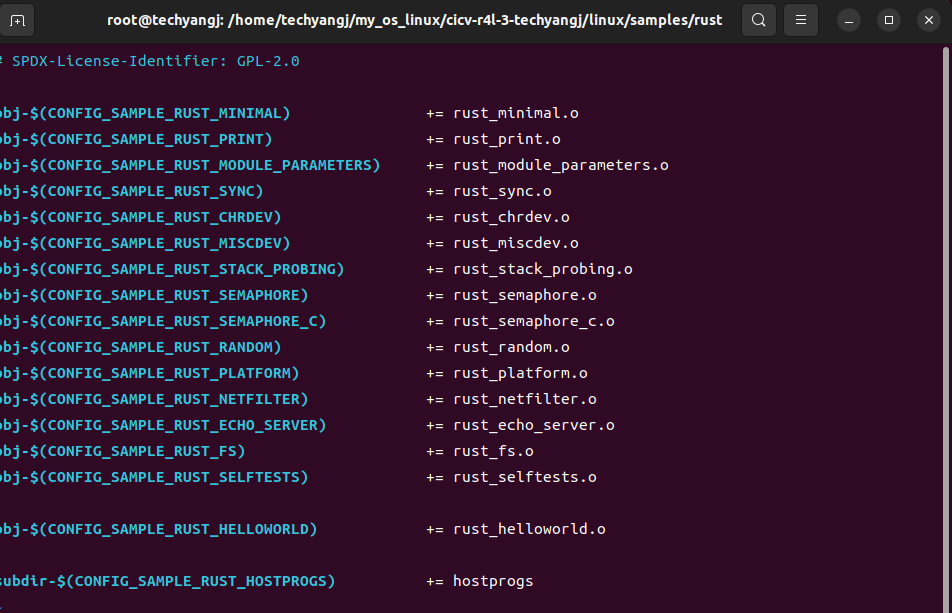 root@techyangj: /home/techyangj/my_os_linux/cicv-r4l-3-techyangj/linux/samples/rust
# SPDX-License-Identifier: GPL-2.0
obj-$(CONFIG_SAMPLE_RUST_MINIMAL) += rust_minimal.o
obj-$(CONFIG_SAMPLE_RUST_PRINT) += rust_print.o
obj-$(CONFIG_SAMPLE_RUST_MODULE_PARAMETERS) += rust_module_parameters.o
obj-$(CONFIG_SAMPLE_RUST_SYNC) += rust_sync.o
obj-$(CONFIG_SAMPLE_RUST_CHRDEV) += rust_chrdev.o
obj-$(CONFIG_SAMPLE_RUST_MISCDEV) += rust_miscdev.o
obj-$(CONFIG_SAMPLE_RUST_STACK_PROBING) += rust_stack_probing.o
obj-$(CONFIG_SAMPLE_RUST_SEMAPHORE) += rust_semaphore.o
obj-$(CONFIG_SAMPLE_RUST_SEMAPHORE_C) += rust_semaphore_c.o
obj-$(CONFIG_SAMPLE_RUST_RANDOM) += rust_random.o
obj-$(CONFIG_SAMPLE_RUST_PLATFORM) += rust_platform.o
obj-$(CONFIG_SAMPLE_RUST_NETFILTER) += rust_netfilter.o
obj-$(CONFIG_SAMPLE_RUST_ECHO_SERVER) += rust_echo_server.o
obj-$(CONFIG_SAMPLE_RUST_FS) += rust_fs.o
obj-$(CONFIG_SAMPLE_RUST_SELFTESTS) += rust_selftests.o
obj-$(CONFIG_SAMPLE_RUST_HELLOWORLD) += rust_helloworld.o
subdir-$(CONFIG_SAMPLE_RUST_HOSTPROGS) += hostprogs